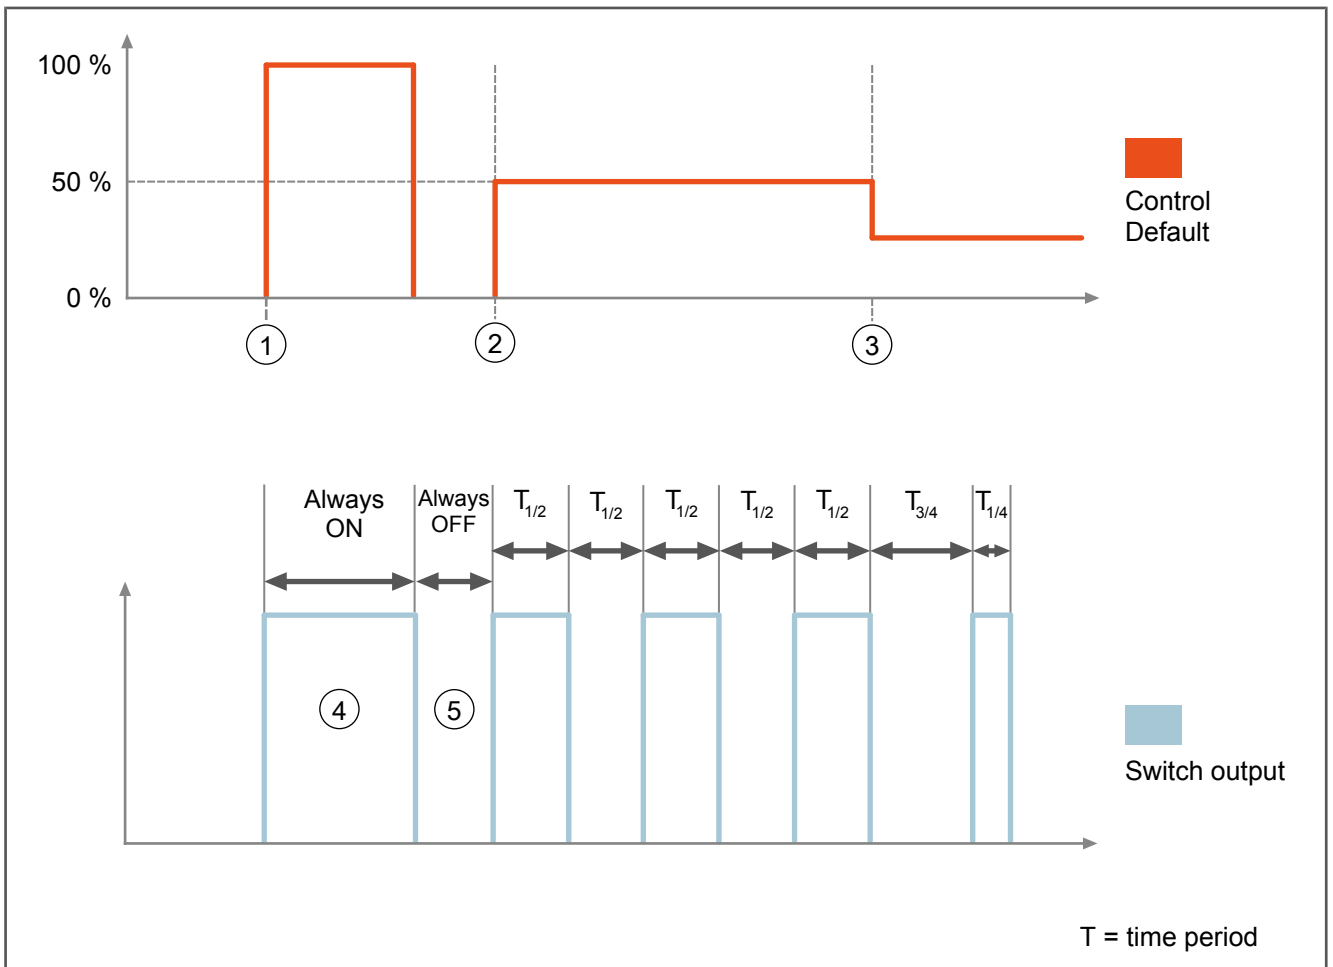 100 %
50 %
0 %
Control
Default
1
2
3
Always
ON
Always
OFF
T1/2
T1/2
T1/2
T1/2
T1/2
T3/4
T1/4
4
5
Switch output
T = time period